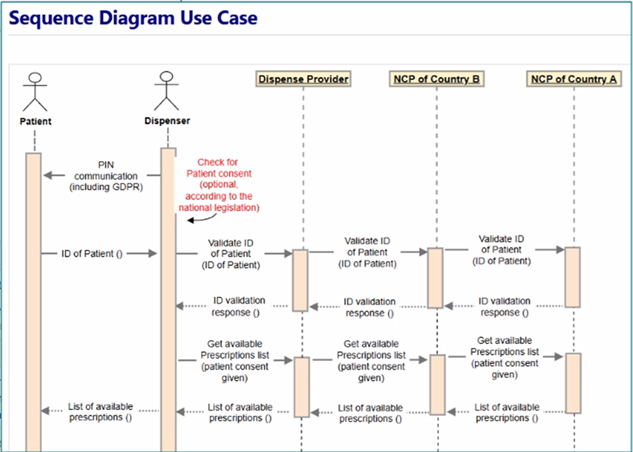 Sequence Diagram Use Case
Dispense Provider
NCP of Country B
NCP of Country A
Patient
Dispenser
PIN
communication
(including GDPR)
Check for
Patient consent
(optional,
according to the
national legislation)
ID of Patient ()
Validate ID
of Patient
(ID of Patient)
Validate ID
of Patient
(ID of Patient)
Validate ID
of Patient
(ID of Patient)
ID validation
response ()
ID validation
response ()
ID validation
response ()
Get available
Prescriptions list
(patient consent
given)
Get available
Prescriptions list
(patient consent
given)
Get available
Prescriptions list
(patient consent
given)
List of available
prescriptions ()
List of available
prescriptions ()
List of available
prescriptions ()
List of available
prescriptions ()